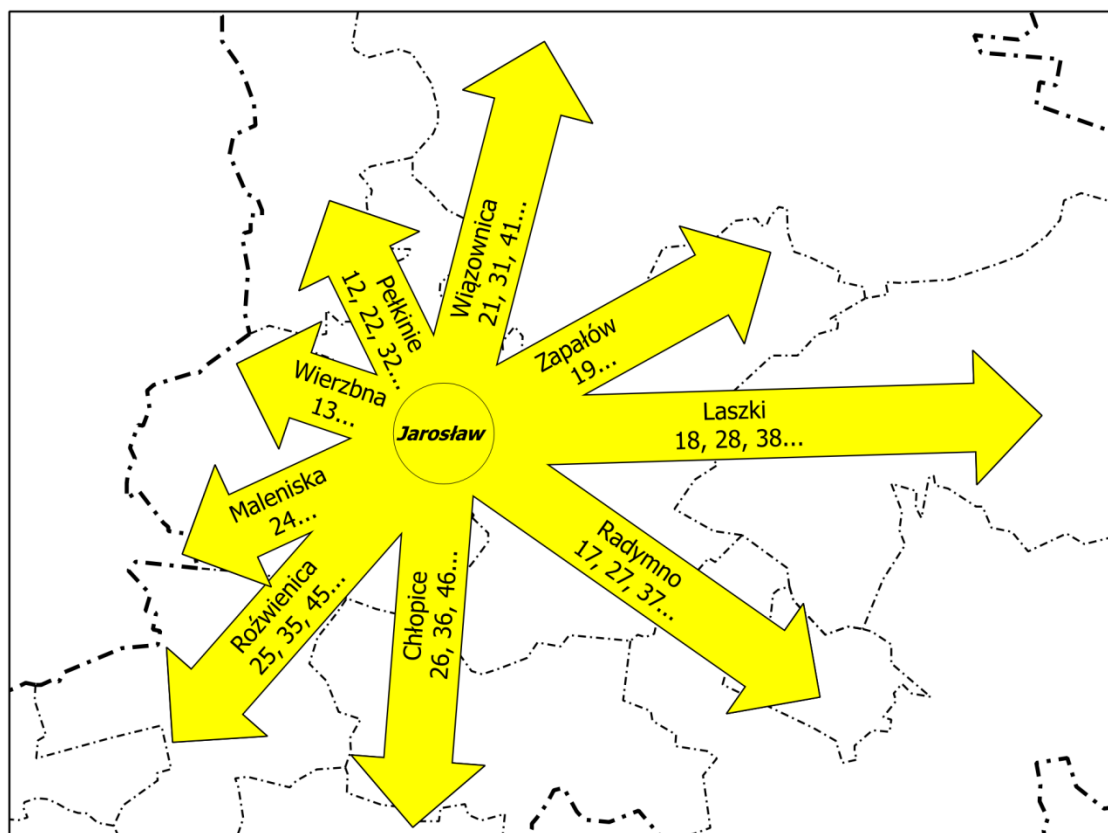 Wiązownica
21, 31, 41...
Pełkinie
12, 22, 32...
Zapałów
19...
Wierzbna
13...
Jarosław
Laszki
18, 28, 38...
Maleniska
24...
Radymno
17, 27, 37...
Roźwienica
25, 35, 45...
Chłopice
26, 36, 46...